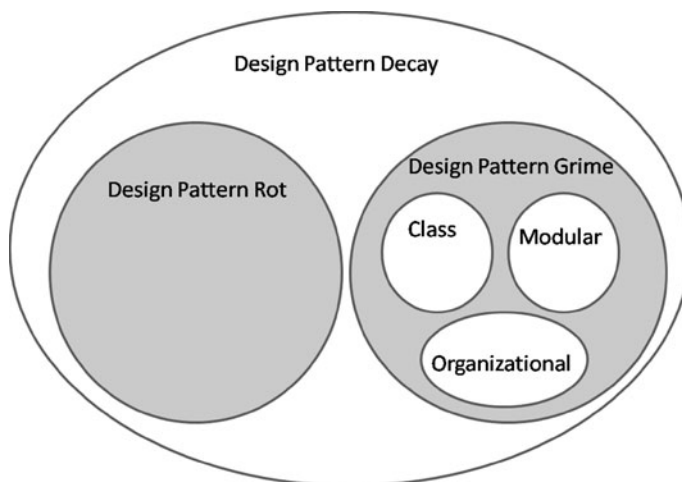 Design Pattern Decay
Design Pattern Rot
Design Pattern Grime
Class
Modular
Organizational